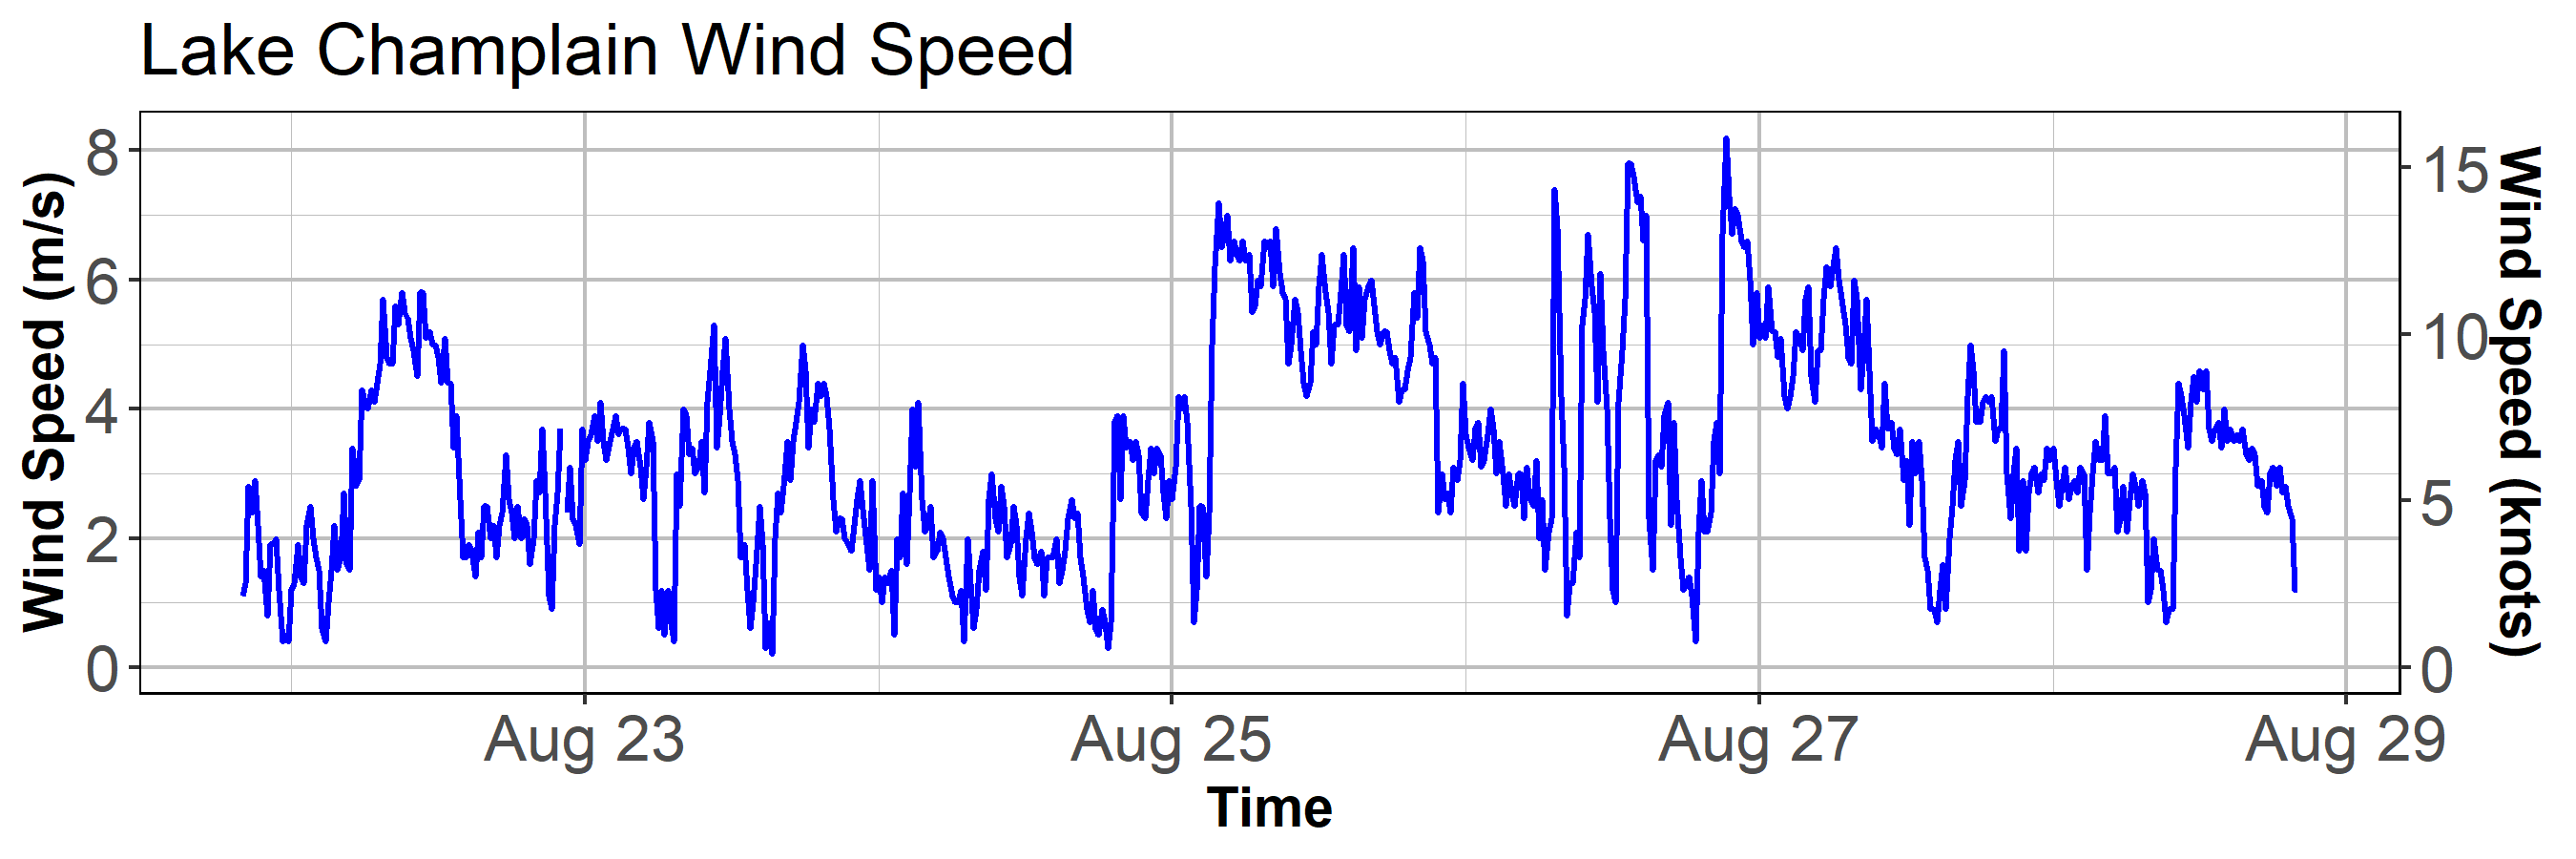 Lake Champlain Wind Speed
Wind Speed (m/s)
8
6
4
2
0
15
10
5
0
Wind Speed (knots)
Aug 23
Aug 25
Aug 27
Aug 29
Time